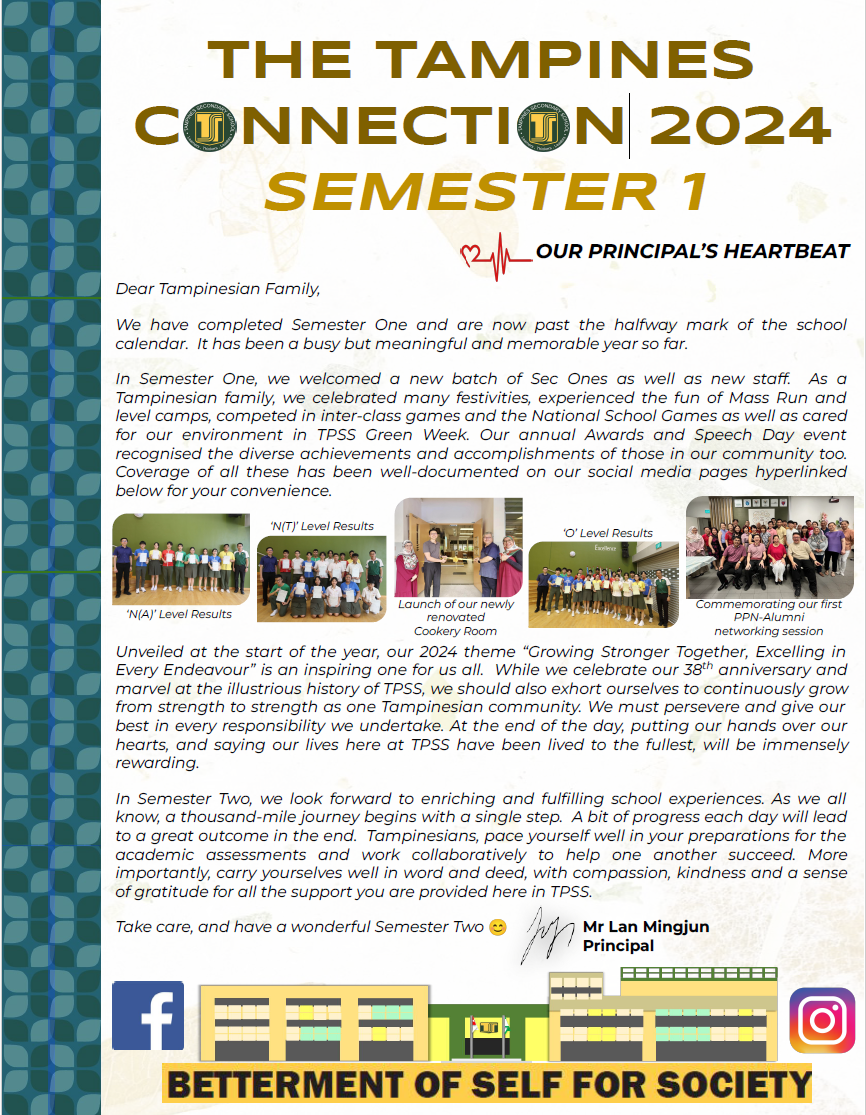 THE TAMPINES
CONNECTION 2024
SEMESTER 1
OUR PRINCIPAL'S HEARTBEAT
Dear Tampinesian Family,
We have completed Semester One and are now past the halfway mark of the school
calendar. It has been a busy but meaningful and memorable year so far.
In Semester One, we welcomed a new batch of Sec Ones as well as new staff. As a
Tampinesian family, we celebrated many festivities, experienced the fun of Mass Run and
level camps, competed in inter-class games and the National School Games as well as cared
for our environment in TPSS Green Week. Our annual Awards and Speech Day event
recognised the diverse achievements and accomplishments of those in our community too.
Coverage of all these has been well-documented on our social media pages hyperlinked
below for your convenience.
'N(A)' Level Results
'N(T)' Level Results
Launch of our newly
renovated
Cookery Room
'O' Level Results
Excellence
Commemorating our first
PPN-Alumni
networking session
Unveiled at the start of the year, our 2024 theme “Growing Stronger Together, Excelling in
Every Endeavour” is an inspiring one for us all. While we celebrate our 38th anniversary and
marvel at the illustrious history of TPSS, we should also exhort ourselves to continuously grow
from strength to strength as one Tampinesian community. We must persevere and give our
best in every responsibility we undertake. At the end of the day, putting our hands over our
hearts, and saying our lives here at TPSS have been lived to the fullest, will be immensely
rewarding.
In Semester Two, we look forward to enriching and fulfilling school experiences. As we all
know, a thousand-mile journey begins with a single step. A bit of progress each day will lead
to a great outcome in the end. Tampinesians, pace yourself well in your preparations for the
academic assessments and work collaboratively to help one another succeed. More
importantly, carry yourselves well in word and deed, with compassion, kindness and a sense
of gratitude for all the support you are provided here in TPSS.
Take care, and have a wonderful Semester Two 😊
Mr Lan Mingjun
Principal
BETTERMENT OF SELF FOR SOCIETY